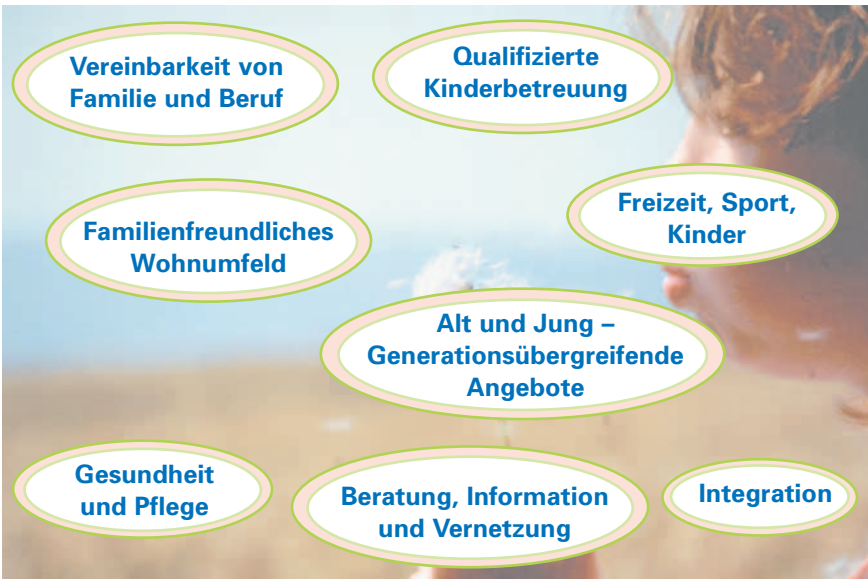 Vereinbarkeit von
Familie und Beruf
Qualifizierte
Kinderbetreuung
Familienfreundliches
Wohnumfeld
Freizeit, Sport,
Kinder
Alt und Jung –
Generationsübergreifende
Angebote
Gesundheit
und Pflege
Beratung, Information
und Vernetzung
Integration